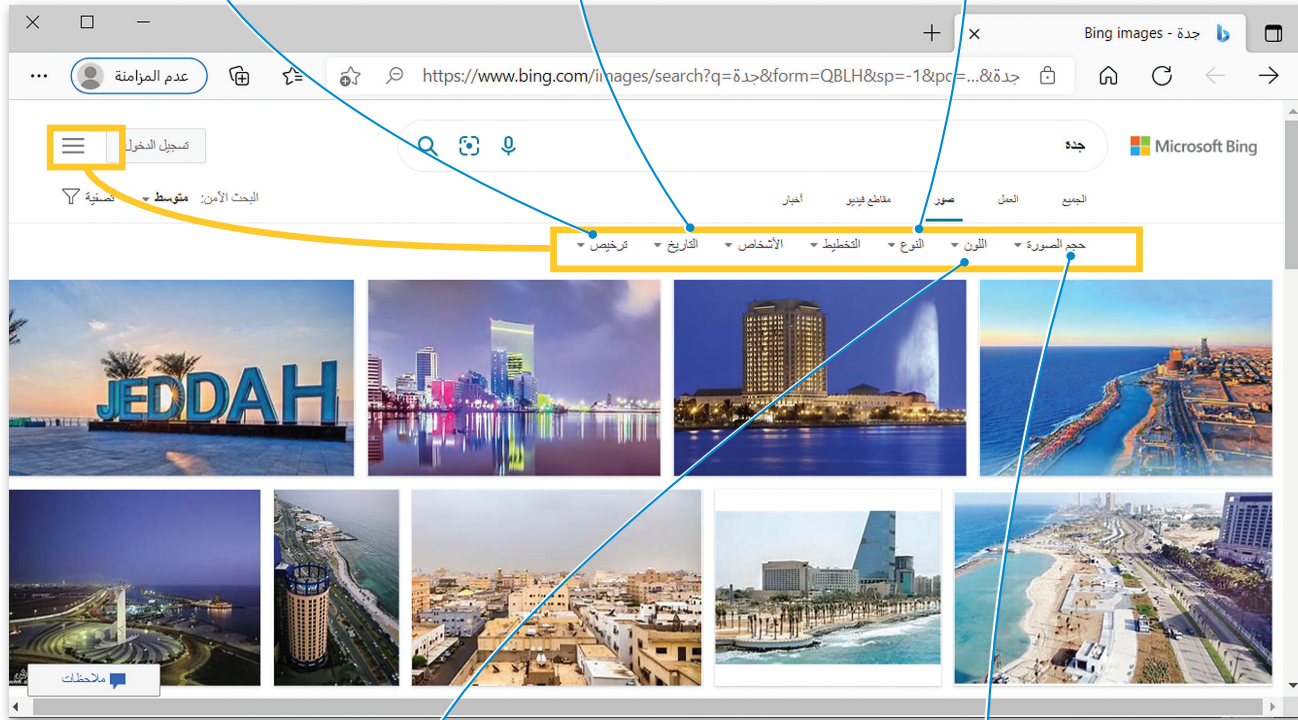 جدة - Bing images
https://www.bing.com/images/search?q=جدة&form=QBLH&sp=-1&pc=...&جدة
عدم المزامنة
Microsoft Bing
جدة
تسجيل الدخول
الجميع
العمل
صور
مقاطع فيديو
أخبار
البحث الآمن: متوسط
تصفية
حجم الصورة
اللون
النوع
التخطيط
الأشخاص
التاريخ
ترخيص
JEDDAH
ملاحظات